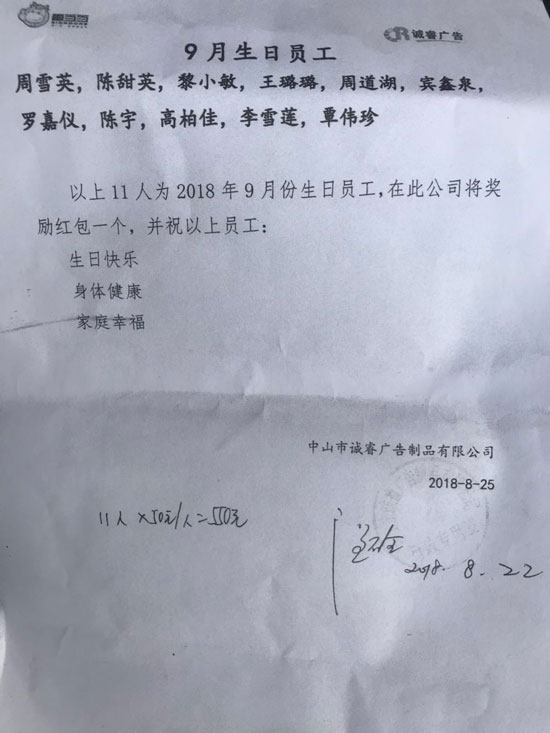 诚睿广告
9月生日员工
周雪英，陈甜英，黎小敏，王璐璐，周道湖，宾鑫泉，
罗嘉仪，陈宇，高柏佳，李雪莲，覃伟珍
以上11人为2018年9月份生日员工,在此公司将奖
励红包一个，并祝以上员工：
生日快乐
身体健康
家庭幸福
中山市诚睿广告制品有限公司
2018-8-25
11人×50元/人=550元
2018.8.22